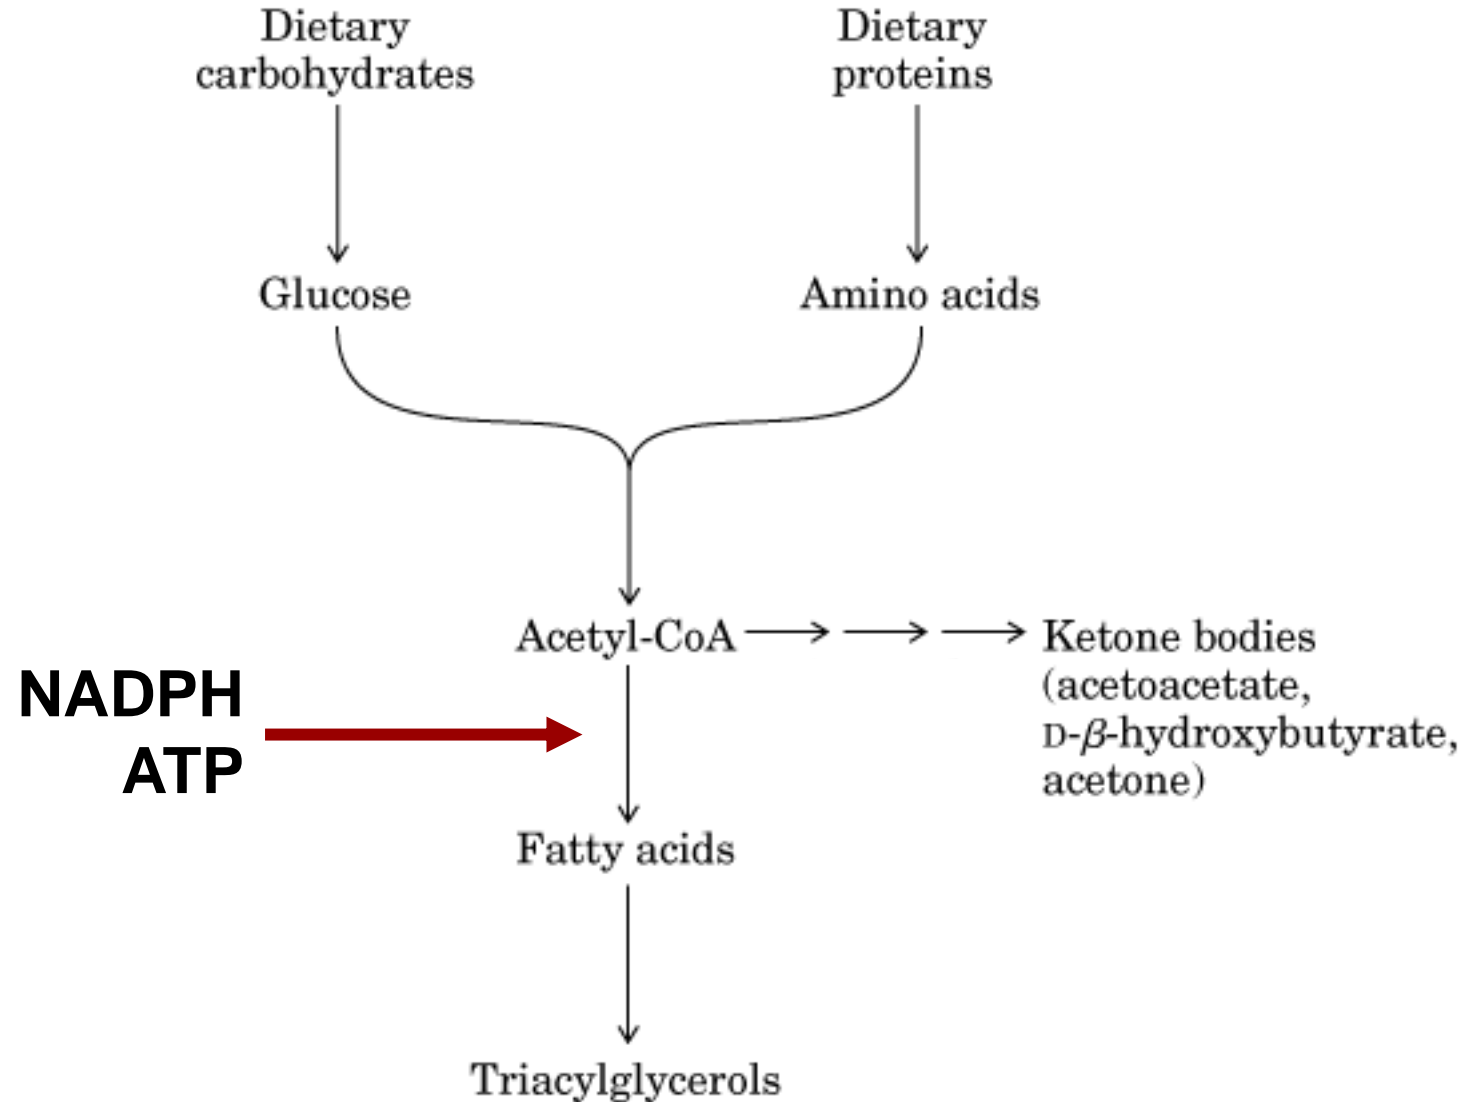 Dietary
carbohydrates
Dietary
proteins
Glucose
Amino acids
Acetyl-CoA
Ketone bodies
(acetoacetate,
D-β-hydroxybutyrate,
acetone)
NADPH
ATP
Fatty acids
Triacylglycerols